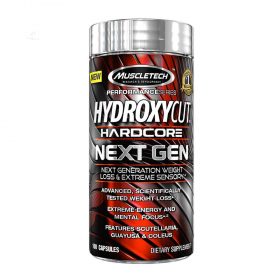 MUSCLETECH
NEW
PERFORMANCE SERIES
HYDROXYCUT
HARDCORE
NEXT GEN
NEXT GENERATION WEIGHT
LOSS & EXTREME SENSORY^
ADVANCED, SCIENTIFICALLY
TESTED WEIGHT LOSS^
EXTREME ENERGY AND
MENTAL FOCUS^
FEATURES SCUTELLARIA,
GUAYUSA & COLEUS
CAPSULES
DIETARY SUPPLEMENT